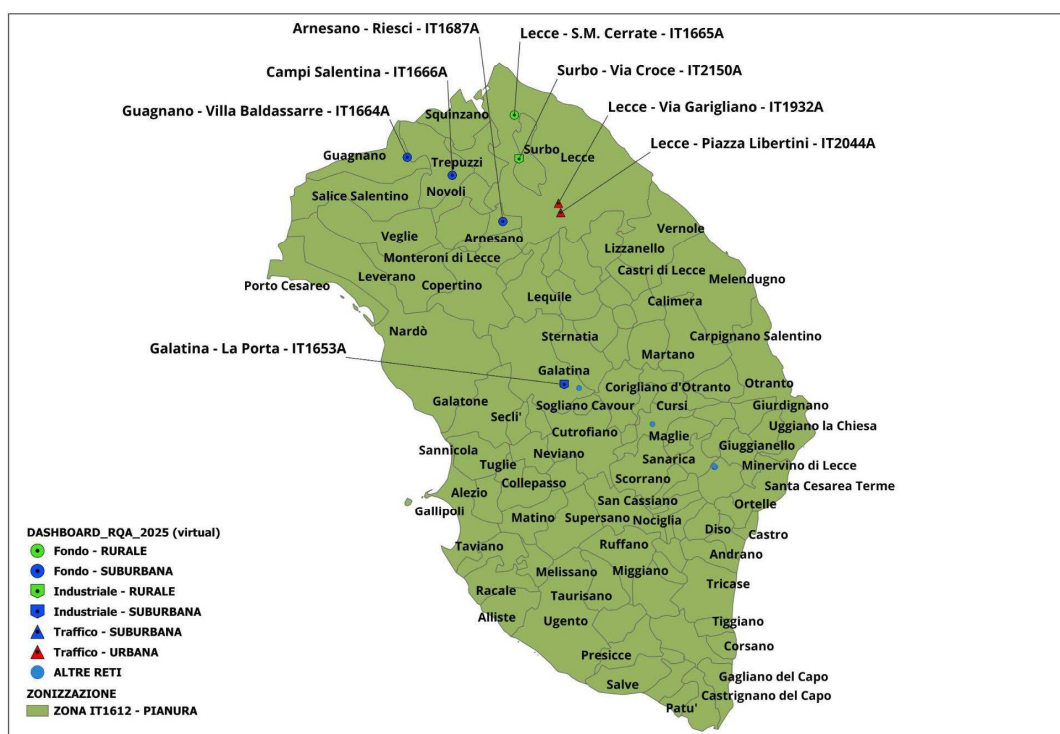 Arnesano - Riesci - IT1687A
Lecce - S.M. Cerrate - IT1665A
Campi Salentina - IT1666A
Surbo - Via Croce - IT2150A
Guagnano - Villa Baldassarre - IT1664A
Lecce - Via Garigliano - IT1932A
Lecce - Piazza Libertini - IT2044A
Squinzano
Guagnano
Trepuzzi
Surbo
Lecce
Salice Salentino
Novoli
Veglie
Arnesano
Vernole
Lizzanello
Monteroni di Lecce
Castri di Lecce
Porto Cesareo
Leverano
Copertino
Melendugno
Lequile
Calimera
Nardò
Sternatia
Carpignano Salentino
Galatina - La Porta - IT1653A
Martano
Galatina
Corigliano d'Otranto
Otranto
Galatone
Secli'
Sogliano Cavour
Cursi
Giurdignano
Cutrofiano
Maglie
Uggiano la Chiesa
Giuggianello
Sannicola
Tuglie
Neviano
Sanarica
Minervino di Lecce
Collepasso
Scorrano
Santa Cesarea Terme
Alezio
San Cassiano
Ortelle
Gallipoli
Matino
Supersano
Nociglia
Diso
Castro
Taviano
Ruffano
Andrano
Melissano
Miggiano
Tricase
Racale
Taurisano
Alliste
Ugento
Tiggiano
Corsano
Presicce
Gagliano del Capo
Salve
Castrignano del Capo
Patu'
DASHBOARD_RQA_2025 (virtual)
Fondo - RURALE
Fondo - SUBURBANA
Industriale - RURALE
Industriale - SUBURBANA
Traffico - SUBURBANA
Traffico - URBANA
ALTRE RETI
ZONIZZAZIONE
ZONA IT1612 - PIANURA